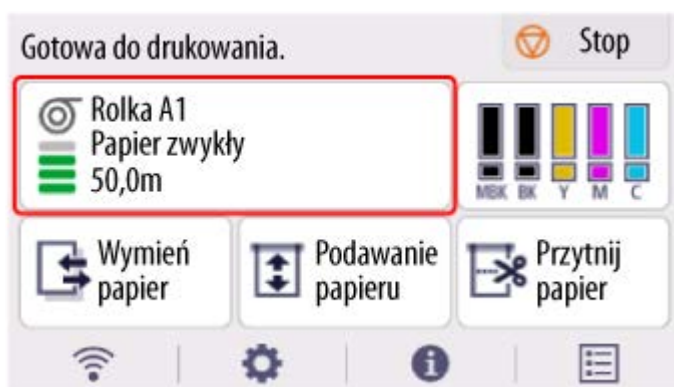 Gotowa do drukowania.
Stop
Rolka A1
Papier zwykły
50,0m
MBK BK Y M C
Wymień
papier
Podawanie
papieru
Przytnij
papier